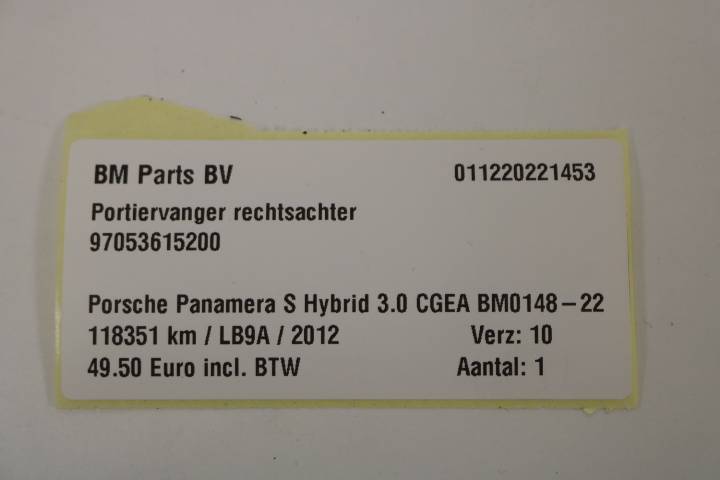 BM Parts BV 011220221453
Portiervanger rechtsachter
97053615200
Porsche Panamera S Hybrid 3.0 CGEA BM0148-22
118351 km / LB9A / 2012 Verz: 10
49.50 Euro incl. BTW Aantal: 1